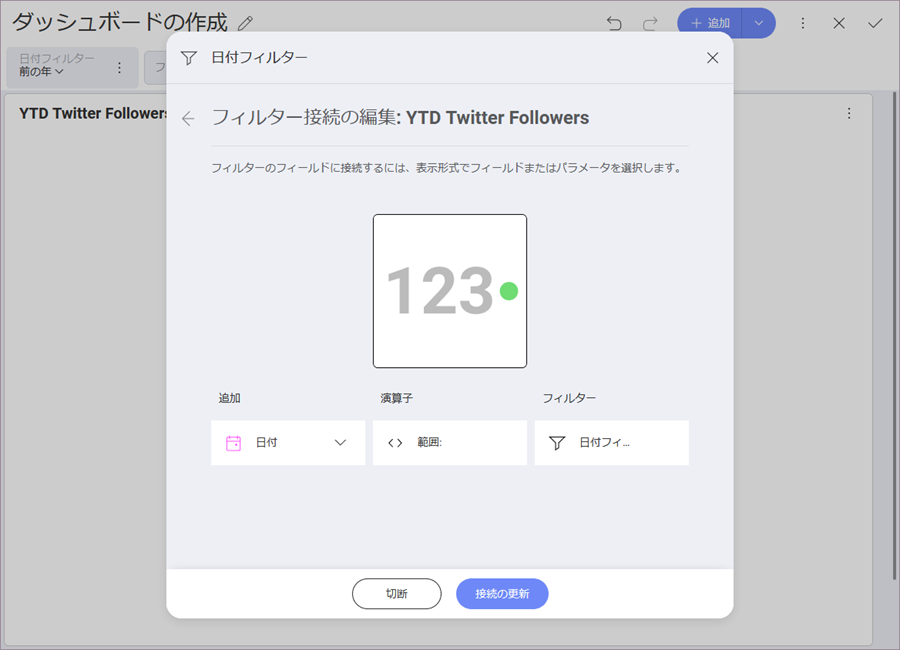 ダッシュボードの作成
追加
日付フィルター
前の年
フ
YTD Twitter Followers
日付フィルター
フィルター接続の編集: YTD Twitter Followers
フィルターのフィールドに接続するには、表示形式でフィールドまたはパラメータを選択します。
123
追加 演算子 フィルター
日付 範囲: 日付フィ...
切断 接続の更新